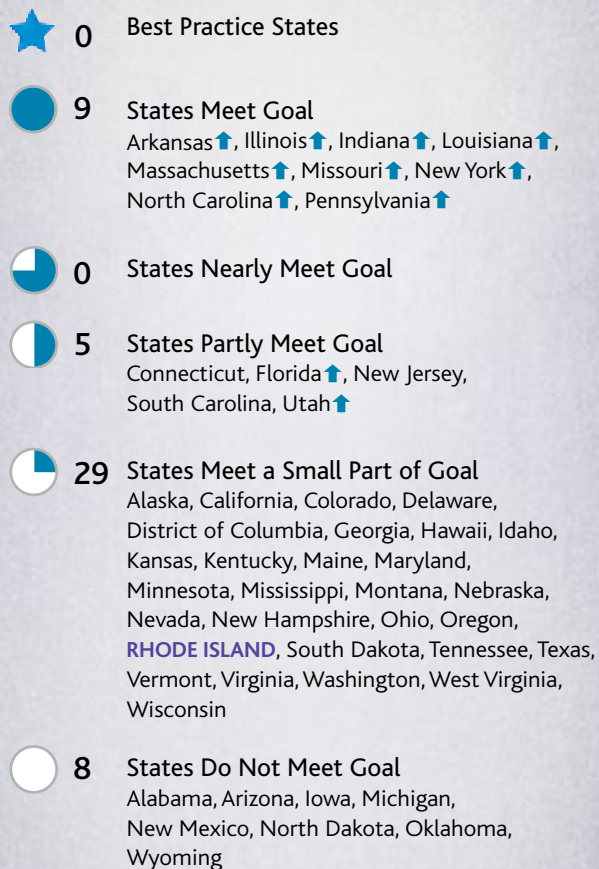 0 Best Practice States
9 States Meet Goal
Arkansas⬆, Illinois⬆, Indiana⬆, Louisiana⬆,
Massachusetts⬆, Missouri⬆, New York⬆,
North Carolina⬆, Pennsylvania⬆
0 States Nearly Meet Goal
5 States Partly Meet Goal
Connecticut, Florida⬆, New Jersey,
South Carolina, Utah⬆
29 States Meet a Small Part of Goal
Alaska, California, Colorado, Delaware,
District of Columbia, Georgia, Hawaii, Idaho,
Kansas, Kentucky, Maine, Maryland,
Minnesota, Mississippi, Montana, Nebraska,
Nevada, New Hampshire, Ohio, Oregon,
RHODE ISLAND, South Dakota, Tennessee, Texas,
Vermont, Virginia, Washington, West Virginia,
Wisconsin
8 States Do Not Meet Goal
Alabama, Arizona, Iowa, Michigan,
New Mexico, North Dakota, Oklahoma,
Wyoming